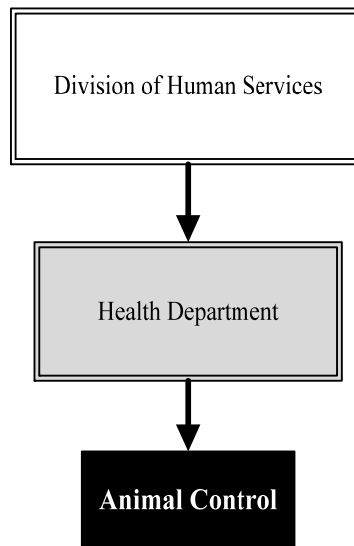 Division of Human Services
Health Department
Animal Control